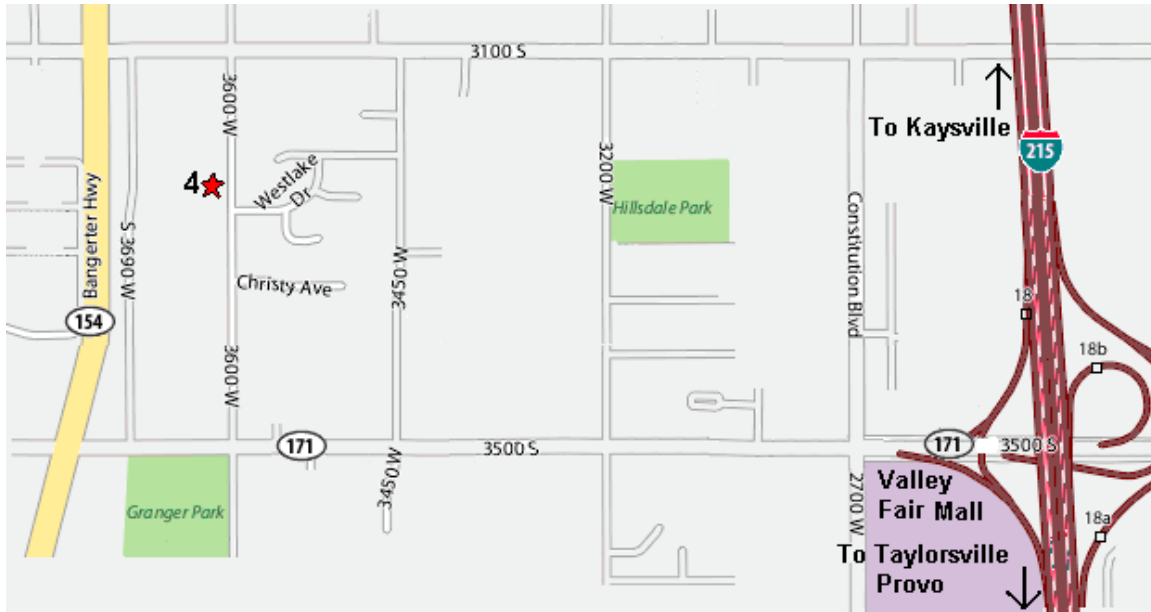 3100 S
3600 W
To Kaysville
215
3200 W
4
Westlake
Dr
Hillsdale Park
Constitution Blvd
Bangerter Hwy
3690 W S
3450 W
Christy Ave
18
154
18b
3600 W
171
3500 S
171
3500 S
3450 W
2700 W
Valley
Fair Mall
Granger Park
18a
To Taylorsville
Provo